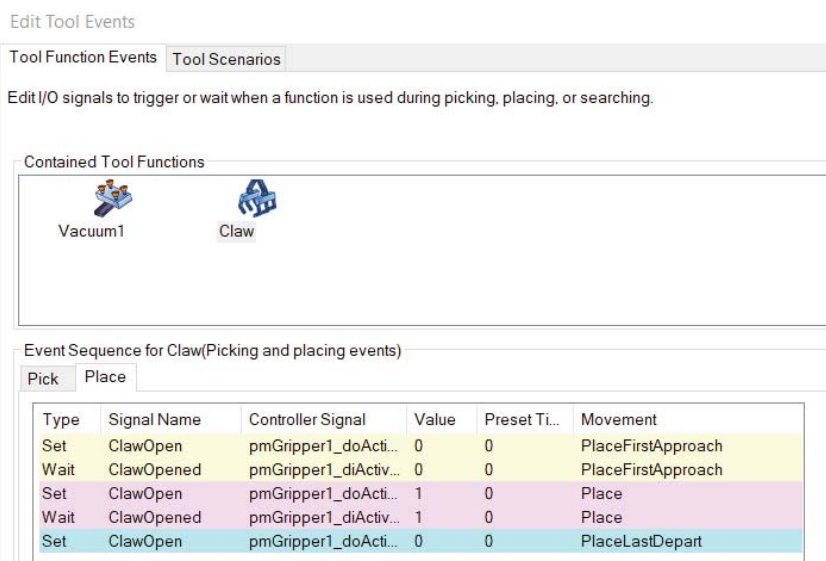 Edit Tool Events
Tool Function Events Tool Scenarios
Edit I/O signals to trigger or wait when a function is used during picking, placing, or searching.
Contained Tool Functions
Vacuum1 Claw
Event Sequence for Claw(Picking and placing events)
Pick Place
Type Signal Name Controller Signal Value Preset Ti... Movement
Set ClawOpen pmGripper1_doActi... 0 0 PlaceFirstApproach
Wait ClawOpened pmGripper1_diActiv... 0 0 PlaceFirstApproach
Set ClawOpen pmGripper1_doActi... 1 0 Place
Wait ClawOpened pmGripper1_diActiv... 1 0 Place
Set ClawOpen pmGripper1_doActi... 0 0 PlaceLastDepart